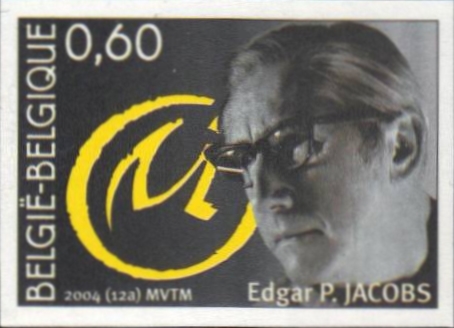 BELGIË-BELGIQUE
0,60
2004 (12a) MVTM
Edgar P. JACOBS